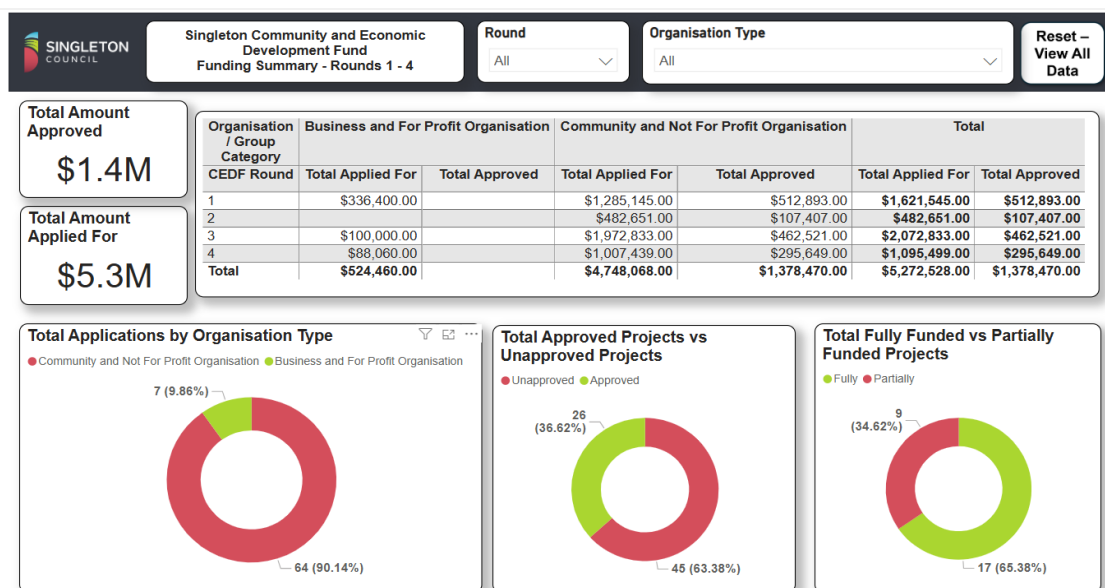 SINGLETON
COUNCIL
Singleton Community and Economic
Development Fund
Funding Summary - Rounds 1 - 4
Round
All
Organisation Type
All
Reset –
View All
Data
Total Amount
Approved
$1.4M
Total Amount
Applied For
$5.3M
Organisation
/ Group
Category
Business and For Profit Organisation
Community and Not For Profit Organisation
Total
CEDF Round Total Applied For Total Approved Total Applied For Total Approved Total Applied For Total Approved
1 $336,400.00 $1,285,145.00 $512,893.00 $1,621,545.00 $512,893.00
2 $482,651.00 $107,407.00 $482,651.00 $107,407.00
3 $100,000.00 $1,972,833.00 $462,521.00 $2,072,833.00 $462,521.00
4 $88,060.00 $1,007,439.00 $295,649.00 $1,095,499.00 $295,649.00
Total $524,460.00 $4,748,068.00 $1,378,470.00 $5,272,528.00 $1,378,470.00
Total Applications by Organisation Type
Community and Not For Profit Organisation Business and For Profit Organisation
7 (9.86%)
64 (90.14%)
Total Approved Projects vs
Unapproved Projects
Unapproved Approved
26
(36.62%)
45 (63.38%)
Total Fully Funded vs Partially
Funded Projects
Fully Partially
9
(34.62%)
17 (65.38%)